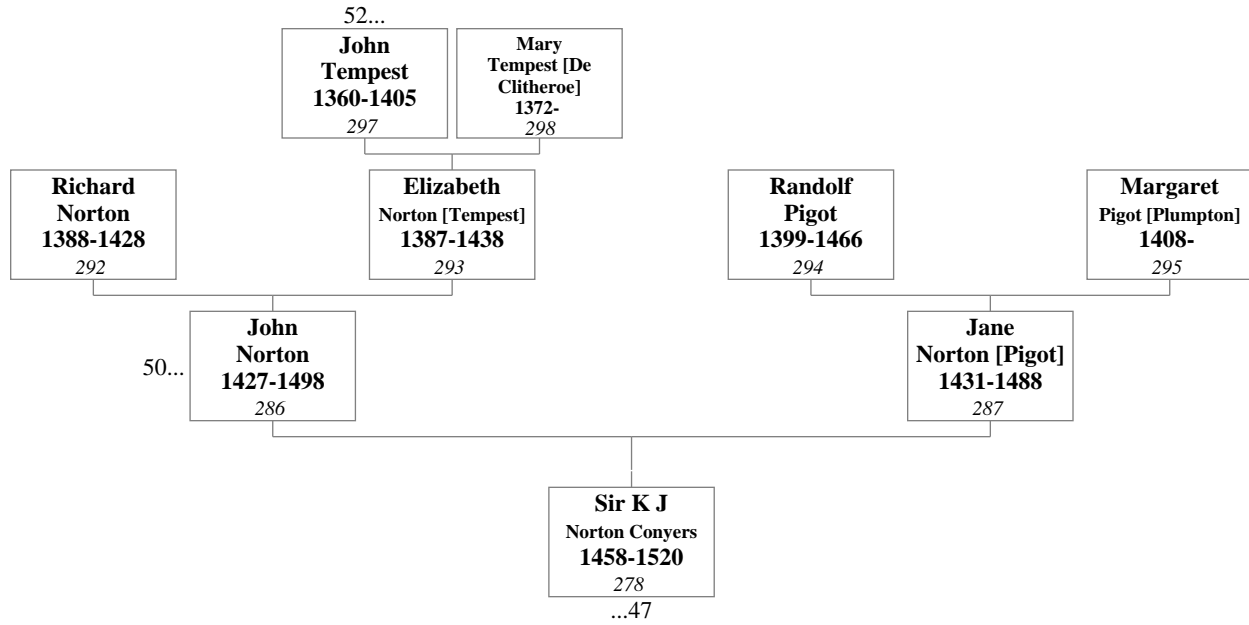 52...
John
Tempest
1360-1405
297
Mary
Tempest [De
Clitheroe]
1372-
298
Richard
Norton
1388-1428
292
Elizabeth
Norton [Tempest]
1387-1438
293
Randolf
Pigot
1399-1466
294
Margaret
Pigot [Plumpton]
1408-
295
50...
John
Norton
1427-1498
286
Jane
Norton [Pigot]
1431-1488
287
Sir K J
Norton Conyers
1458-1520
278
...47